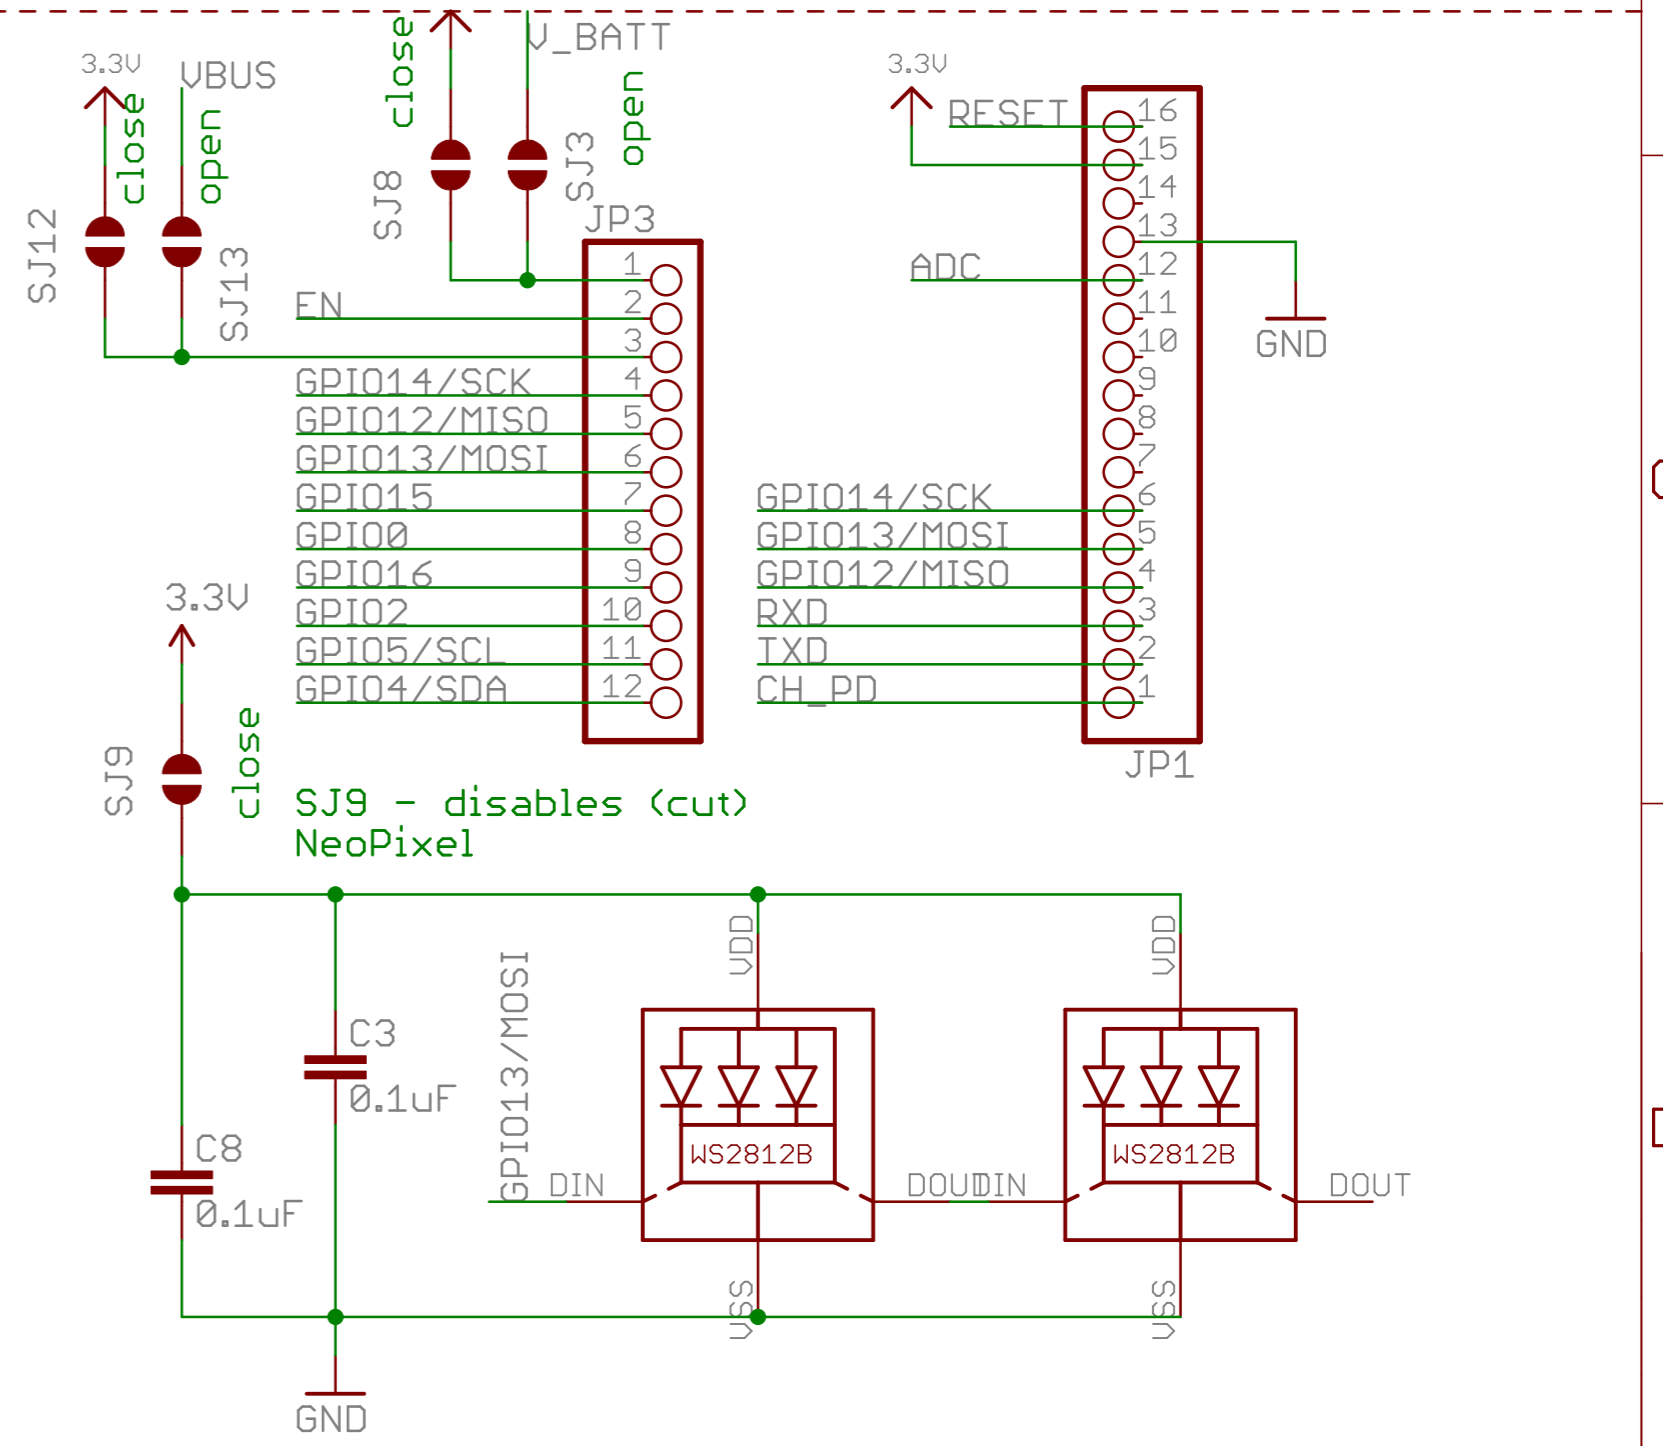 3.3V
VBUS
close
open
SJ12
SJ13
close
V_BATT
open
SJ8
SJ3
JP3
1
EN 2
3
GPIO14/SCK 4
GPIO12/MISO 5
GPIO13/MOSI 6
GPIO15 7
GPIO0 8
GPIO16 9
GPIO2 10
GPIO5/SCL 11
GPIO4/SDA 12
3.3V
RESET 16
15
14
13
GND
ADC 12
11
10
9
8
7
GPIO14/SCK 6
GPIO13/MOSI 5
GPIO12/MISO 4
RXD 3
TXD 2
CH_PD 1
JP1
3.3V
SJ9
close
SJ9 - disables (cut)
NeoPixel
C3
0.1uF
C8
0.1uF
GND
GPIO13/MOSI
VDD
WS2812B
DIN
DOUT
VSS
VDD
WS2812B
DIN
DOUT
VSS